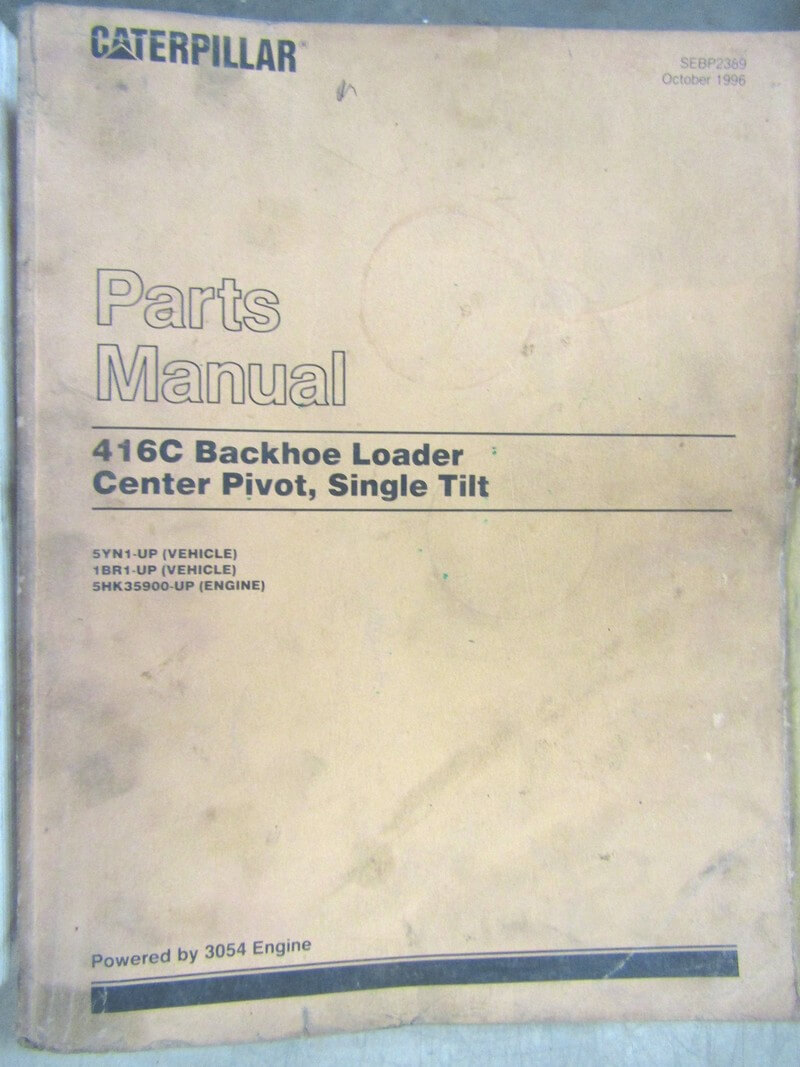 CATERPILLAR®
SEBP2369
October 1996
Parts
Manual
416C Backhoe Loader
Center Pivot, Single Tilt
5YN1-UP (VEHICLE)
1BR1-UP (VEHICLE)
5HK35900-UP (ENGINE)
Powered by 3054 Engine